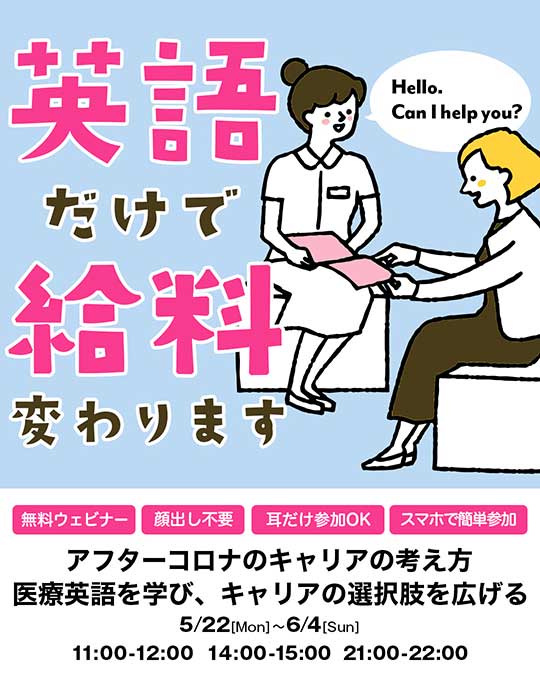 英語
だけで
給料
変わります
Hello.
Can I help you?
無料ウェビナー 顔出し不要 耳だけ参加OK スマホで簡単参加
アフターコロナのキャリアの考え方
医療英語を学び、キャリアの選択肢を広げる
5/22[Mon]～6/4[Sun]
11:00-12:00 14:00-15:00 21:00-22:00